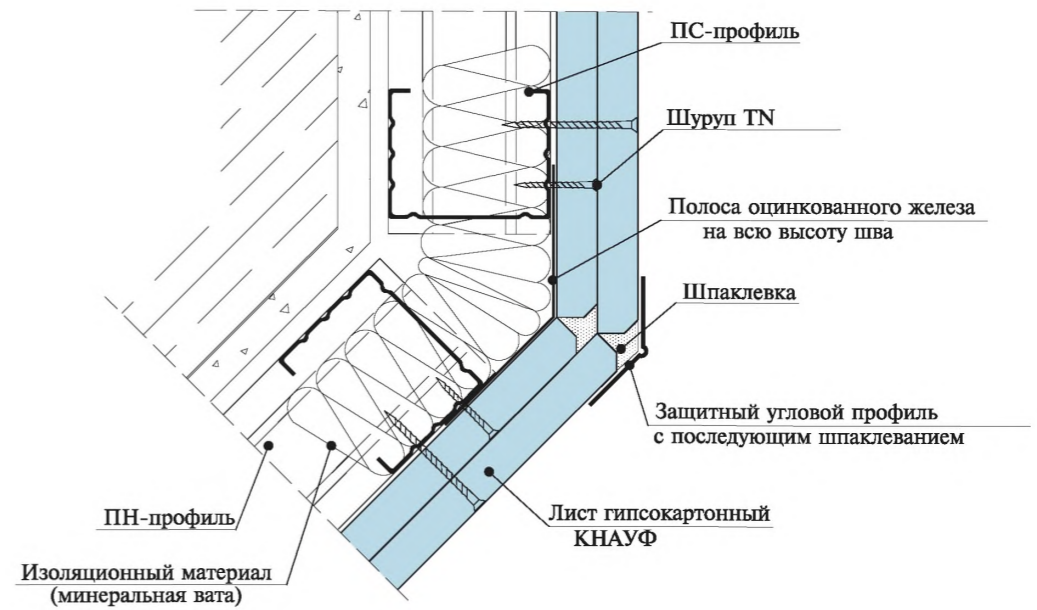 ПС-профиль
Шуруп TN
Полоса оцинкованного железа
на всю высоту шва
Шпаклевка
Защитный угловой профиль
с последующим шпаклеванием
Лист гипсокартонный
КНАУФ
ПН-профиль
Изоляционный материал
(минеральная вата)